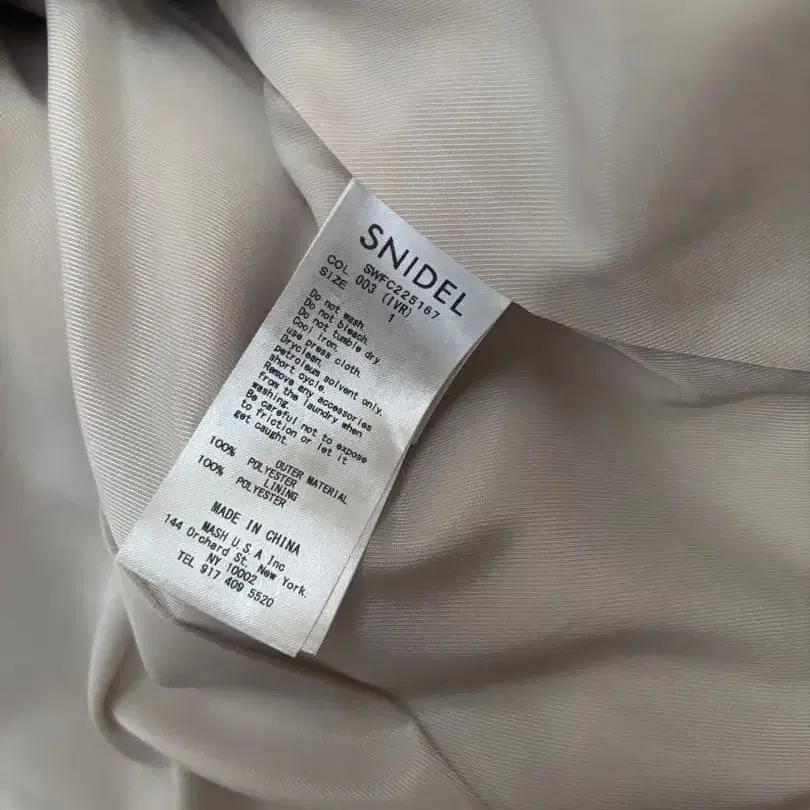 SNIDEL
SWFC225167
COL 003 (IVR)
SIZE 1
Do not wash.
Do not bleach.
Do not tumble dry.
Cool iron.
use press cloth.
Dryclean.
petroleum solvent only.
short cycle.
Remove any accessories
from the laundry when
washing.
Be careful not to expose
to friction or let it
get caught.
OUTER MATERIAL
100% POLYESTER
LINING
100% POLYESTER
MADE IN CHINA
MASH U.S.A Inc
144 Orchard St. New York.
NY 10002
TEL 917 409 5520